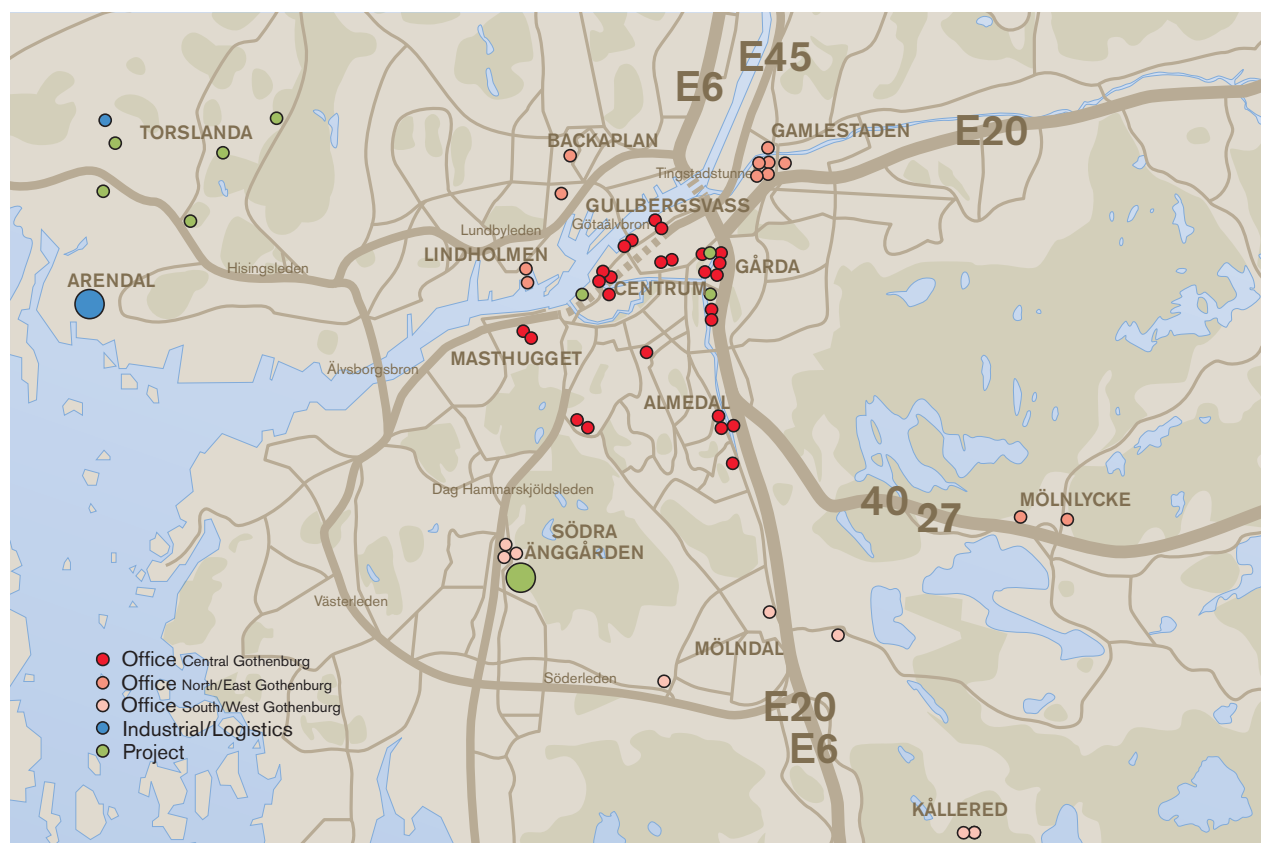 E45
E6
TORSLANDA
BACKAPLAN
GAMLESTADEN
E20
Tingstadstunne
GULLBERGSVASS
Götaälvbron
Lundbyleden
LINDHOLMEN
Hisingsleden
GÅRDA
ARENDAL
CENTRUM
MASTHUGGET
Älvsborgsbron
ALMEDAL
Dag Hammarskjöldsleden
40
27
MÖLNLYCKE
SÖDRA
ÄNGGÅRDEN
Västerleden
MÖLNDAL
Söderleden
Office Central Gothenburg
Office North/East Gothenburg
Office South/West Gothenburg
Industrial/Logistics
Project
E20
E6
KÅLLERED